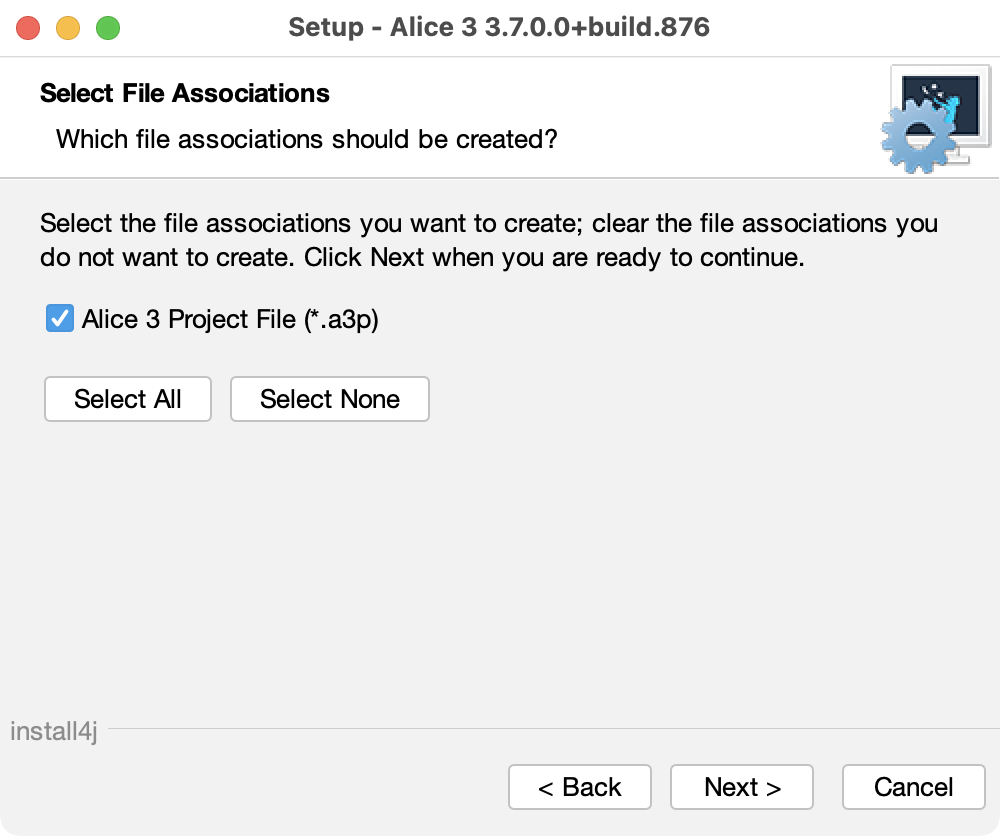 Setup - Alice 3 3.7.0.0+build.876
Select File Associations
Which file associations should be created?
Select the file associations you want to create; clear the file associations you
do not want to create. Click Next when you are ready to continue.
Alice 3 Project File (*.a3p)
Select All
Select None
install4j
< Back
Next >
Cancel